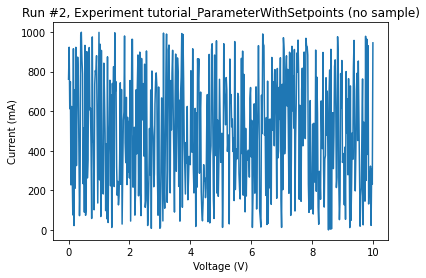 Run #2, Experiment tutorial_ParameterWithSetpoints (no sample)
1000
800
600
400
200
0
Current (mA)
0 2 4 6 8 10
Voltage (V)